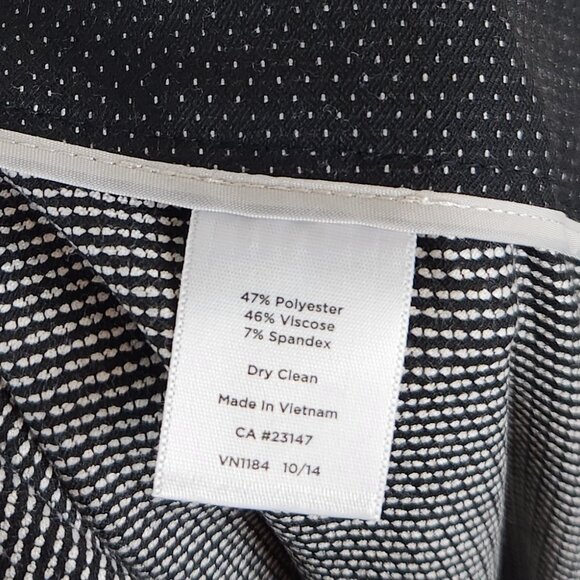 47% Polyester
46% Viscose
7% Spandex
Dry Clean
Made In Vietnam
CA #23147
VN1184 10/14